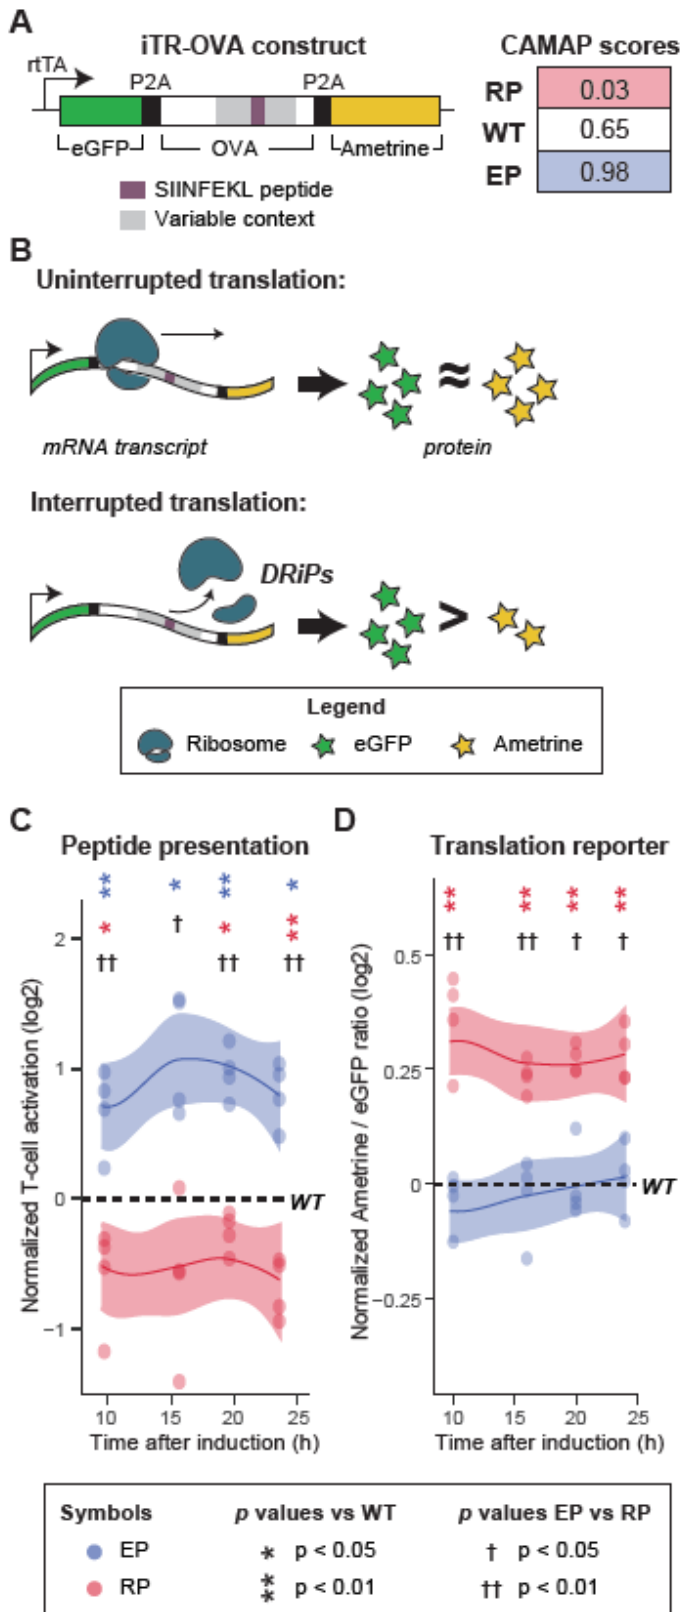 A
iTR-OVA construct
CAMAP scores
rtTA
P2A
P2A
eGFP
OVA
Ametrine
RP
0.03
WT
0.65
EP
0.98
SIINFEKL peptide
Variable context
B
Uninterrupted translation:
≈
mRNA transcript
protein
Interrupted translation:
DRiPs
>
Legend
Ribosome
eGFP
Ametrine
C
Peptide presentation
** * ** *
* † * **
†† †† ††
Normalized T-cell activation (log2)
2
1
0
−1
WT
10 15 20 25
Time after induction (h)
D
Translation reporter
** ** ** **
†† †† † †
Normalized Ametrine / eGFP ratio (log2)
0.5
0.25
0
−0.25
WT
10 15 20 25
Time after induction (h)
Symbols
EP
RP
p values vs WT
* p < 0.05
** p < 0.01
p values EP vs RP
† p < 0.05
†† p < 0.01